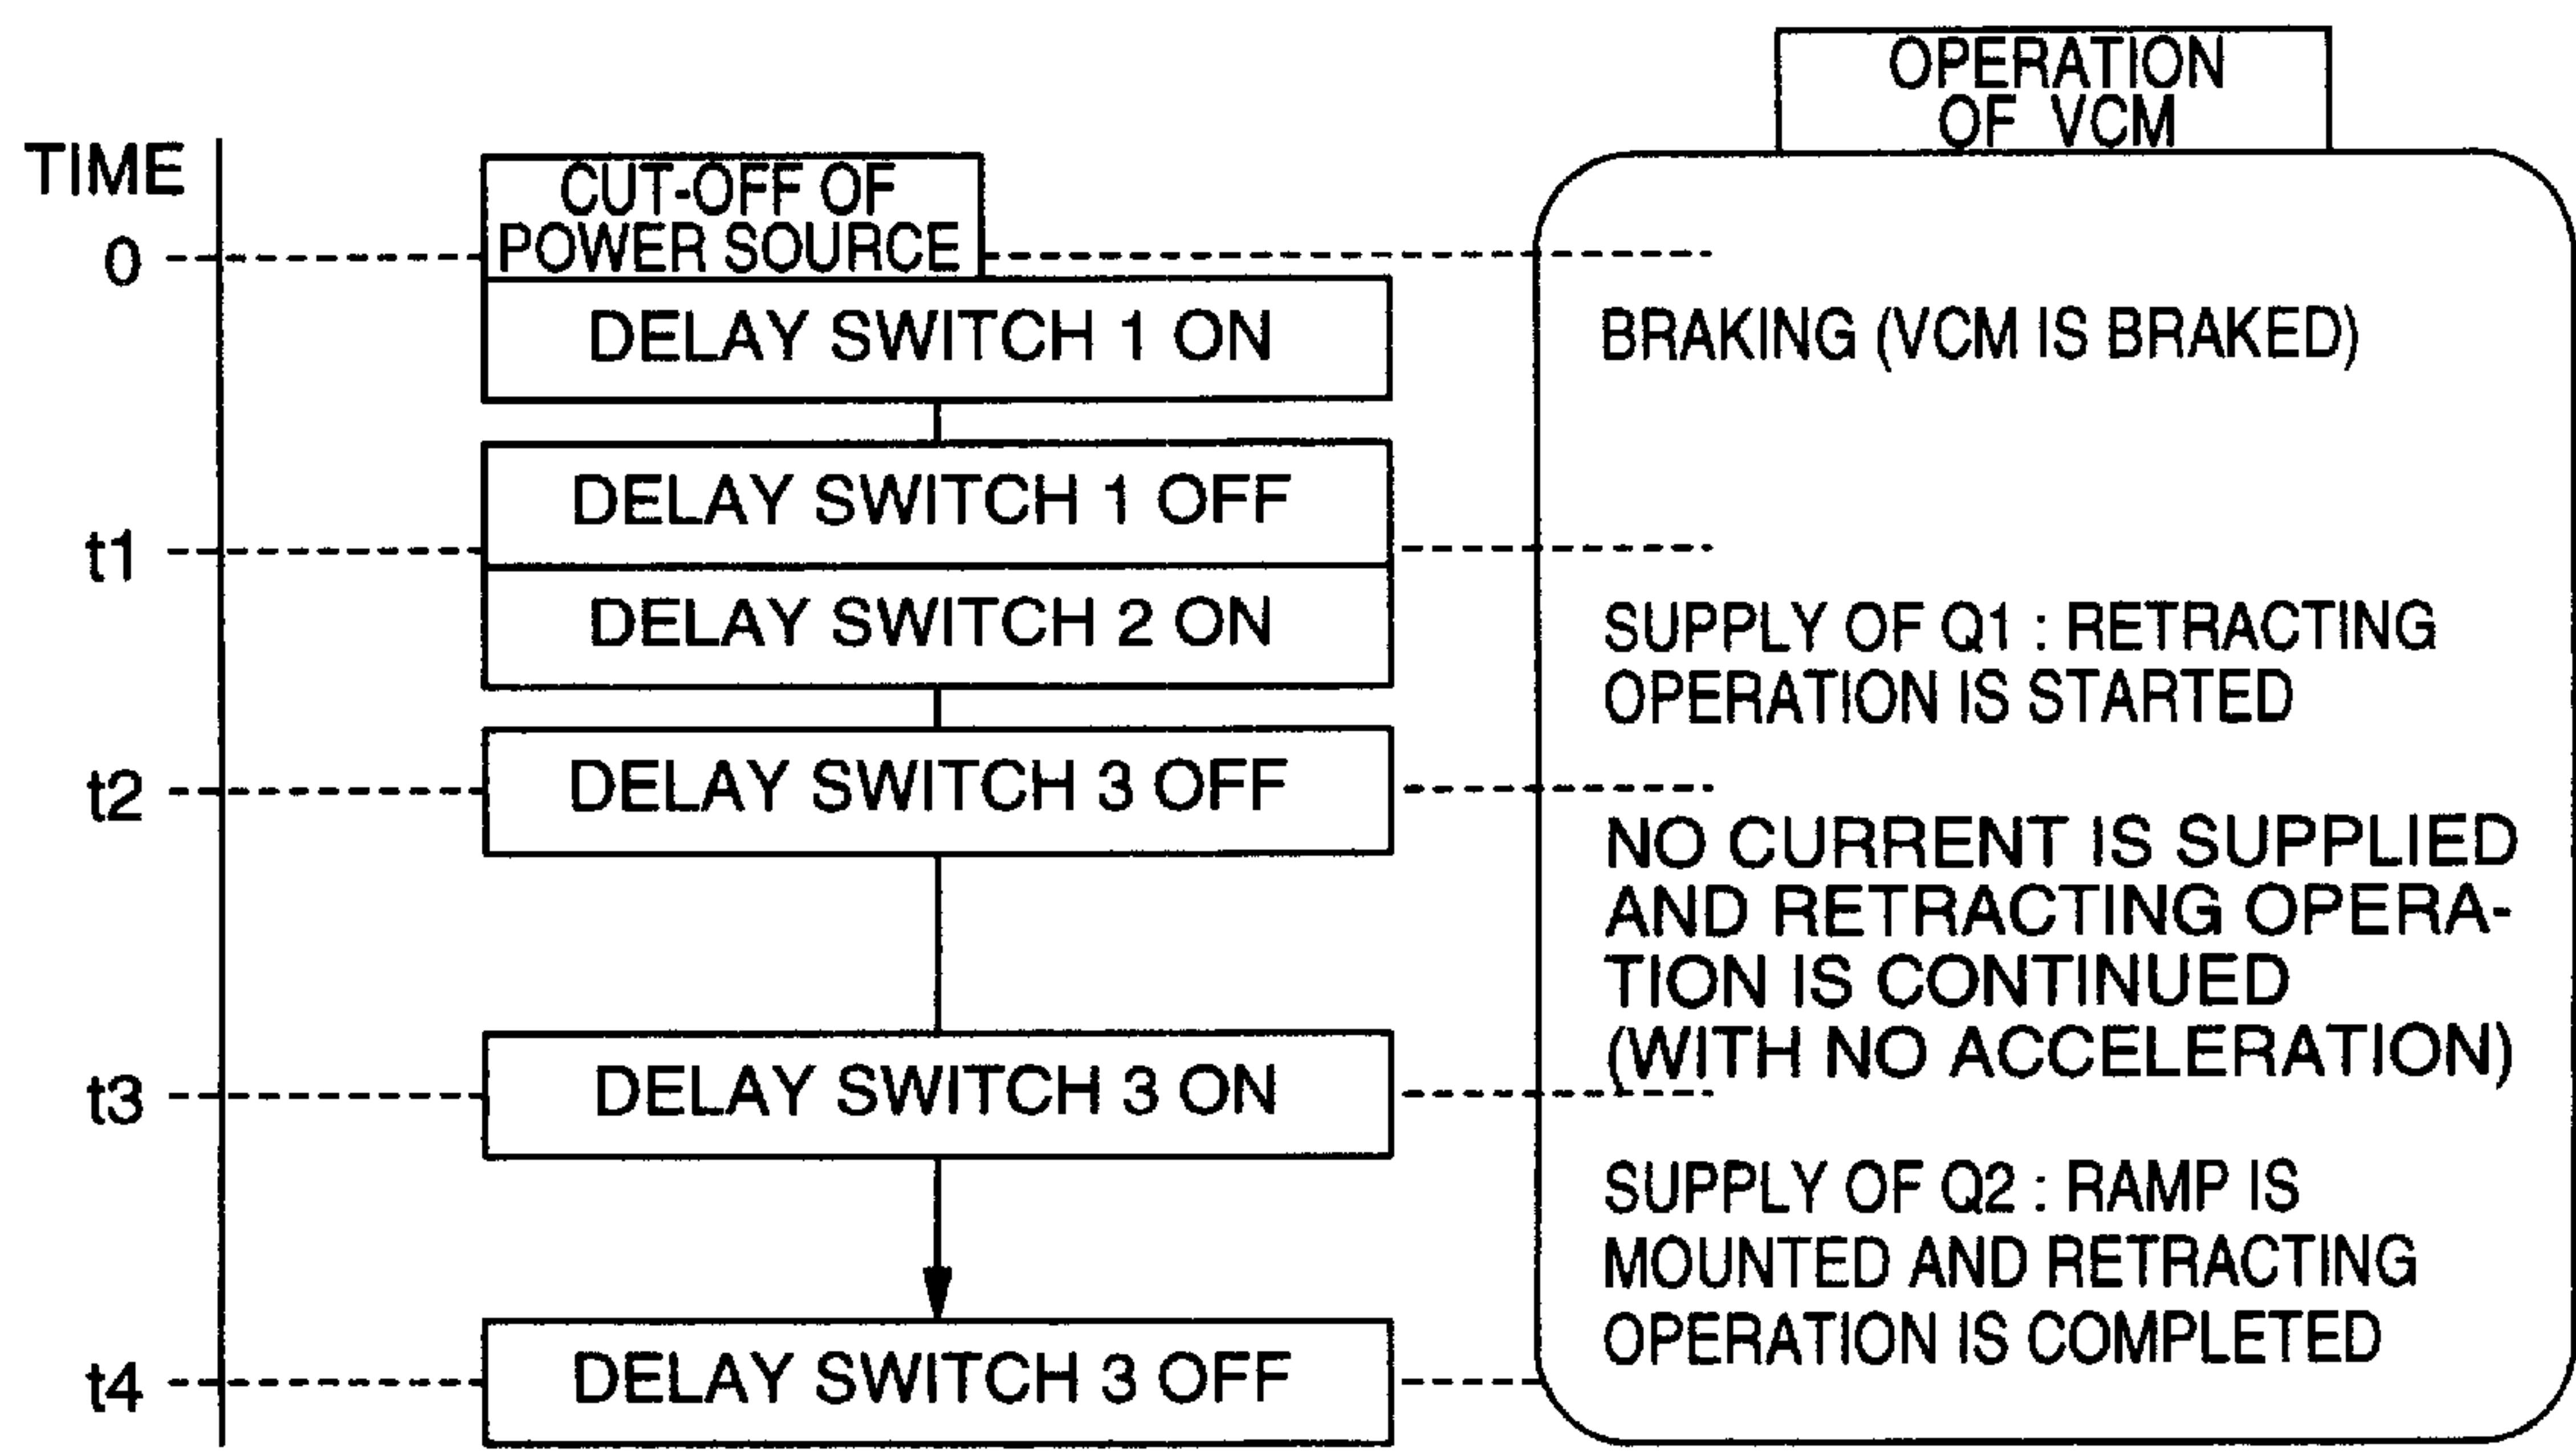 OPERATION
OF VCM
TIME
CUT-OFF OF
POWER SOURCE
0
DELAY SWITCH 1 ON
BRAKING (VCM IS BRAKED)
DELAY SWITCH 1 OFF
t1
DELAY SWITCH 2 ON
SUPPLY OF Q1 : RETRACTING
OPERATION IS STARTED
t2
DELAY SWITCH 3 OFF
NO CURRENT IS SUPPLIED
AND RETRACTING OPERA-
TION IS CONTINUED
(WITH NO ACCELERATION)
t3
DELAY SWITCH 3 ON
SUPPLY OF Q2 : RAMP IS
MOUNTED AND RETRACTING
OPERATION IS COMPLETED
t4
DELAY SWITCH 3 OFF